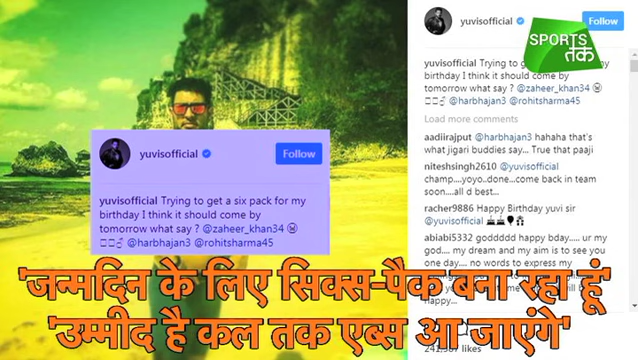 yuvisofficial
Follow
SPORTS
तक
yuvisofficial Trying to get
my
birthday I think it should come by
tomorrow what say ? @zaheer_khan34
@harbhajan3 @rohitsharma45
Load more comments
aadiirajput @harbhajan3 hahaha that's
what jigari buddies say... True that paaji
niteshsingh2610 @yuvisofficial
champ....yoyo..done...come back in team
soon....all d best...
racher9886 Happy Birthday yuvi sir
@yuvisofficial
abiabi5332 goddddd happy bday..... ur my
god.... my dream and my aim is to see you
one day.... no words to express my
happy...
likes
yuvisofficial
Follow
yuvisofficial Trying to get a six pack for my
birthday I think it should come by
tomorrow what say ? @zaheer_khan34
@harbhajan3 @rohitsharma45
'जन्मदिन के लिए सिक्स-पैक बना रहा हूं'
'उम्मीद है कल तक एब्स आ जाएंगे'